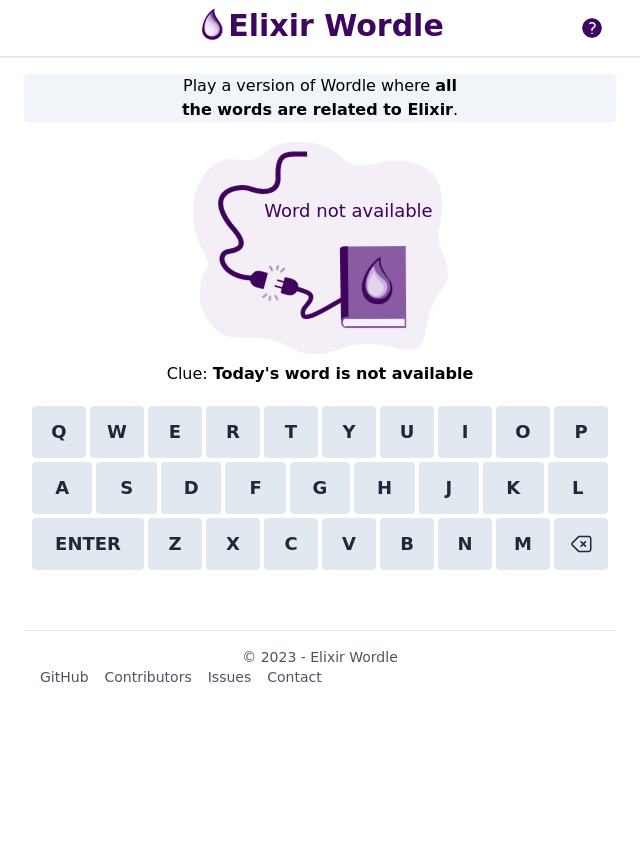 Elixir Wordle
?
Play a version of Wordle where all
the words are related to Elixir.
Word not available
Clue: Today's word is not available
Q W E R T Y U I O P
A S D F G H J K L
ENTER Z X C V B N M
© 2023 - Elixir Wordle
GitHub Contributors Issues Contact